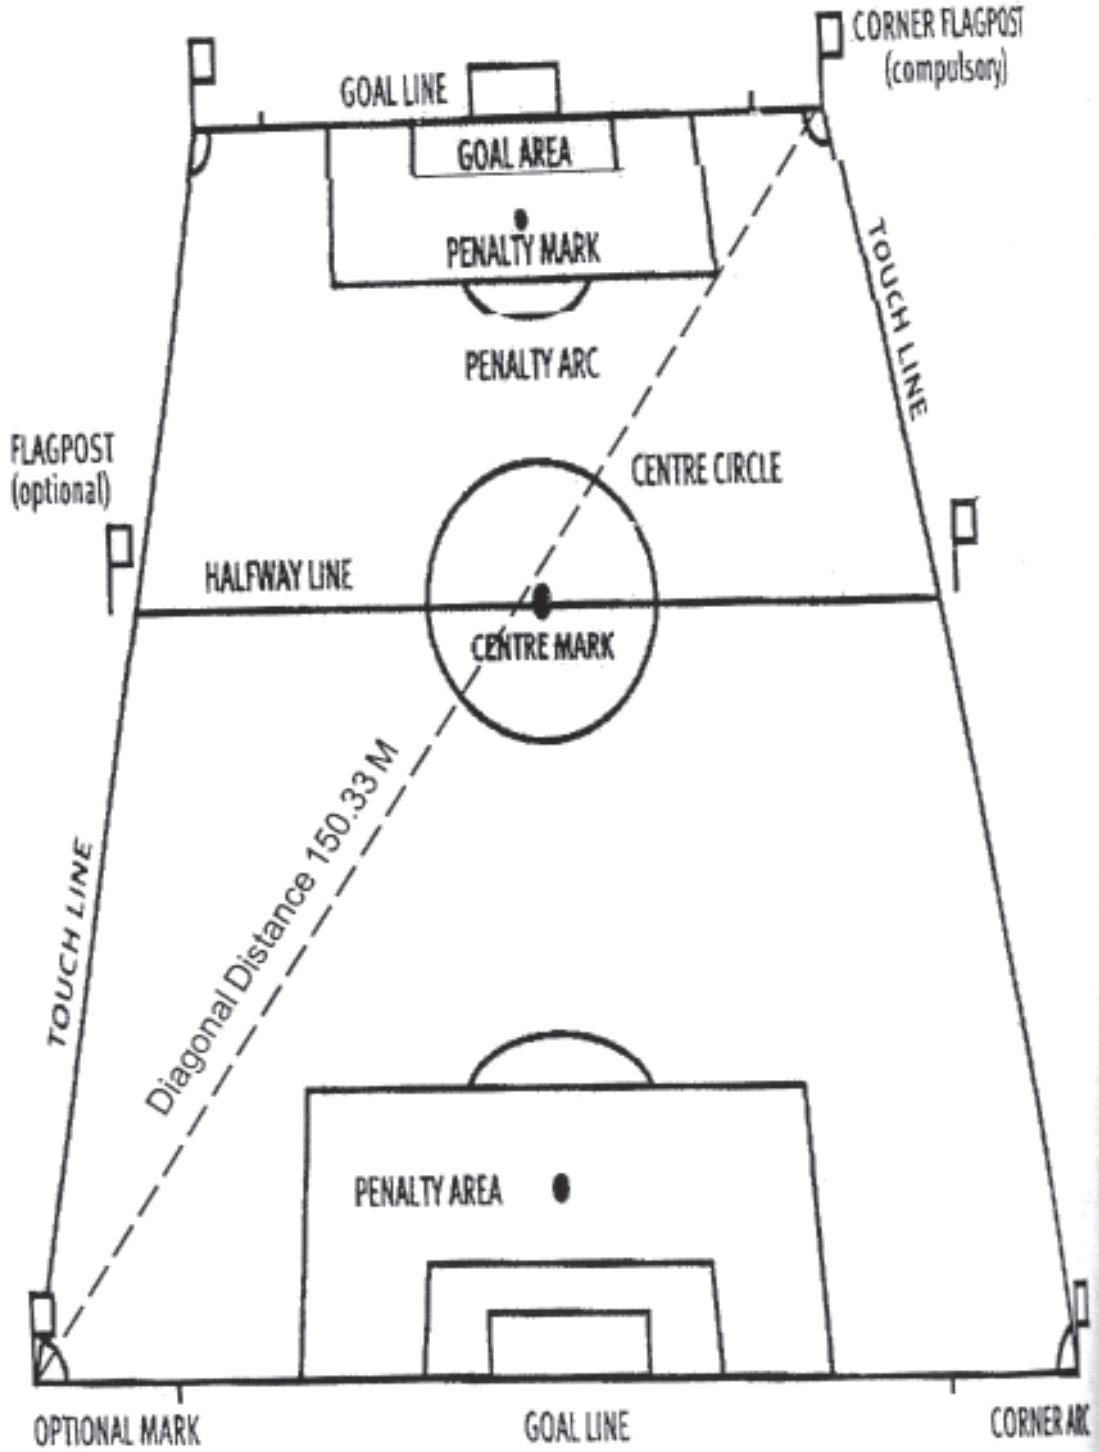 CORNER FLAGPOST
(compulsory)
GOAL LINE
GOAL AREA
PENALTY MARK
TOUCH LINE
PENALTY ARC
FLAGPOST
(optional)
CENTRE CIRCLE
HALFWAY LINE
CENTRE MARK
Diagonal Distance 150.33 M
TOUCH LINE
PENALTY AREA
OPTIONAL MARK
GOAL LINE
CORNER ARC